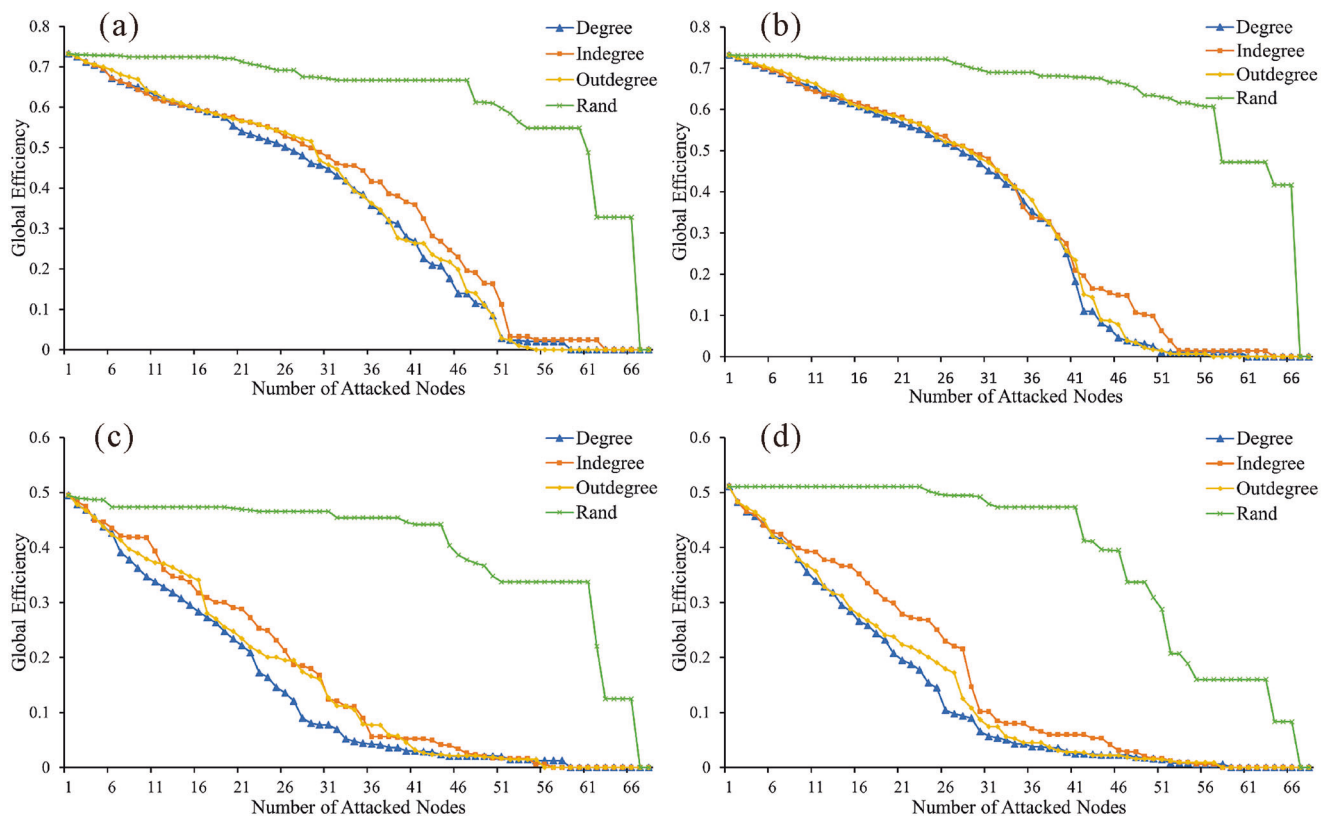 (a)
Degree
Indegree
Outdegree
Rand
Global Efficiency
0.8
0.7
0.6
0.5
0.4
0.3
0.2
0.1
0
1 6 11 16 21 26 31 36 41 46 51 56 61 66
Number of Attacked Nodes
(b)
Degree
Indegree
Outdegree
Rand
Global Efficiency
0.8
0.7
0.6
0.5
0.4
0.3
0.2
0.1
0
1 6 11 16 21 26 31 36 41 46 51 56 61 66
Number of Attacked Nodes
(c)
Degree
Indegree
Outdegree
Rand
Global Efficiency
0.6
0.5
0.4
0.3
0.2
0.1
0
1 6 11 16 21 26 31 36 41 46 51 56 61 66
Number of Attacked Nodes
(d)
Degree
Indegree
Outdegree
Rand
Global Efficiency
0.6
0.5
0.4
0.3
0.2
0.1
0
1 6 11 16 21 26 31 36 41 46 51 56 61 66
Number of Attacked Nodes